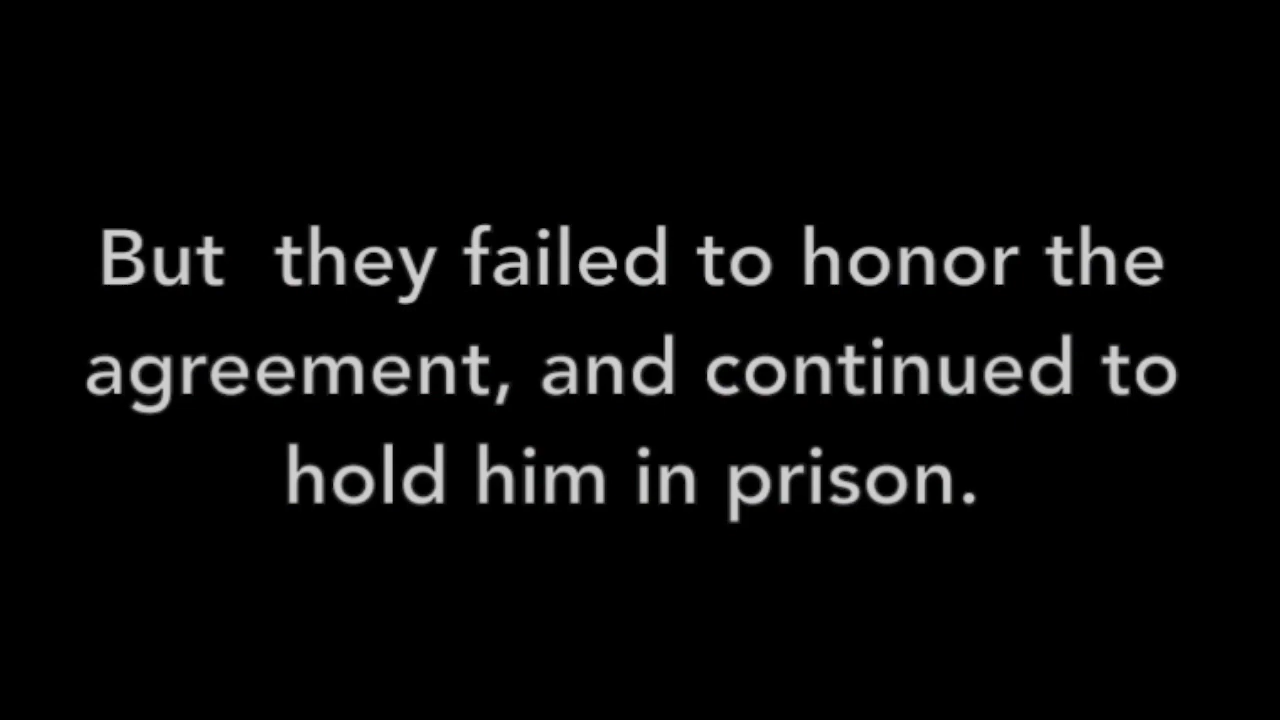 But  they failed to honor the
agreement, and continued to
hold him in prison.